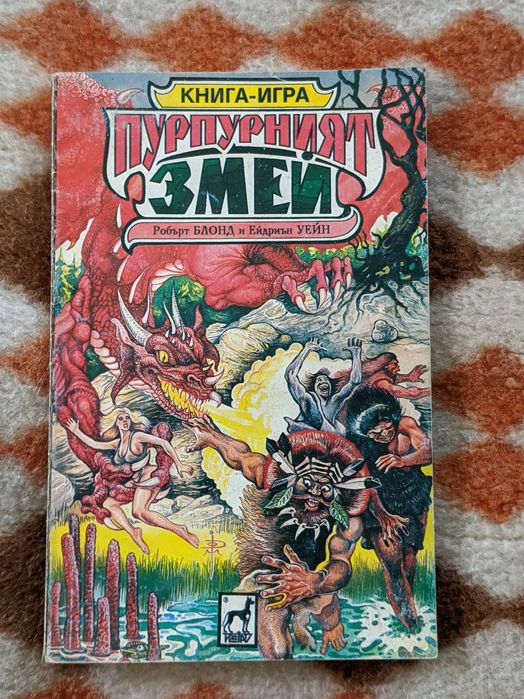 КНИГА-ИГРА
ПУРПУРНИЯТ
ЗМЕЙ
Робърт БЛОНД и Ейдриън УЕЙН
®